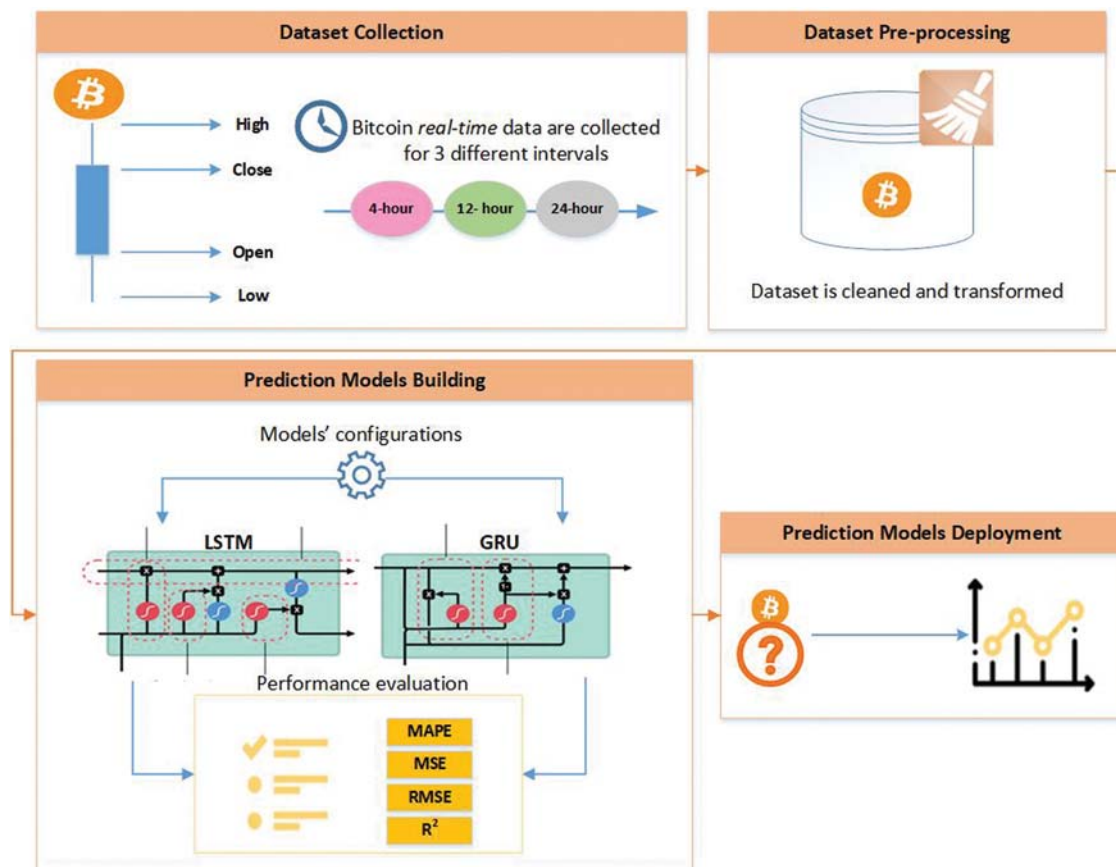 Dataset Collection
High
Close
Open
Low
Bitcoin real-time data are collected
for 3 different intervals
4-hour
12- hour
24-hour
Dataset Pre-processing
Dataset is cleaned and transformed
Prediction Models Building
Models' configurations
LSTM
GRU
Performance evaluation
MAPE
MSE
RMSE
R²
Prediction Models Deployment
?